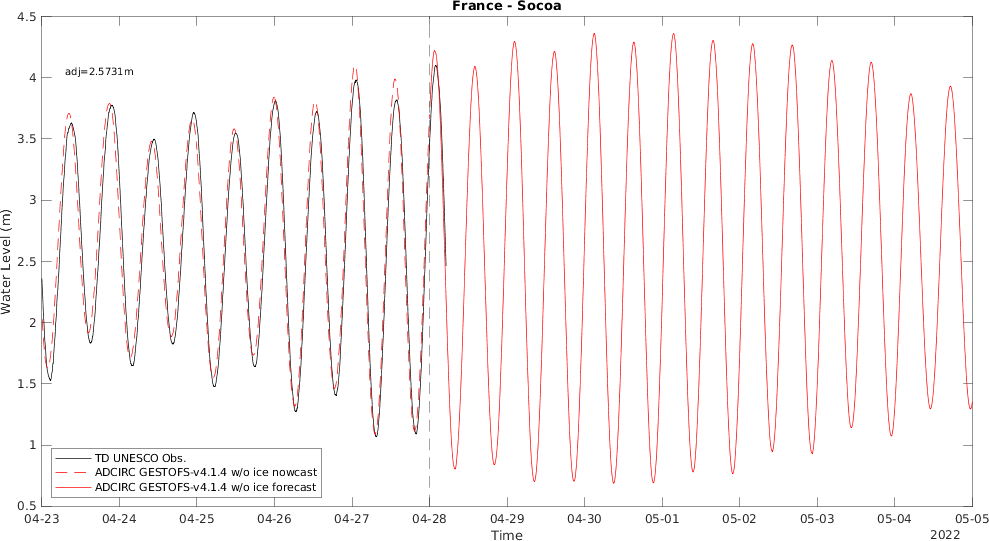 France - Socoa
4.5
4
3.5
3
2.5
2
1.5
1
0.5
Water Level (m)
adj=2.5731m
TD UNESCO Obs.
ADCIRC GESTOFS-v4.1.4 w/o ice nowcast
ADCIRC GESTOFS-v4.1.4 w/o ice forecast
04-23 04-24 04-25 04-26 04-27 04-28 04-29 04-30 05-01 05-02 05-03 05-04 05-05
Time
2022